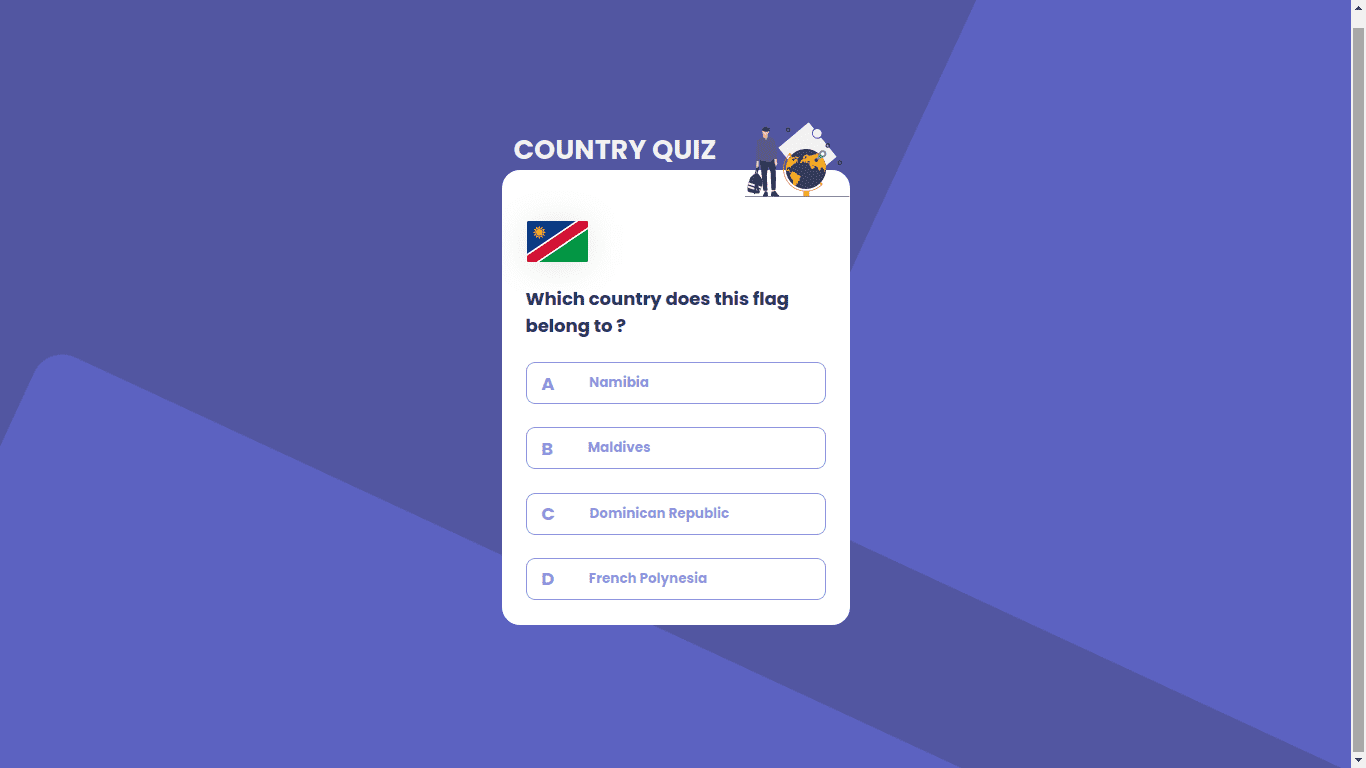 COUNTRY QUIZ
Which country does this flag
belong to ?
A Namibia
B Maldives
C Dominican Republic
D French Polynesia